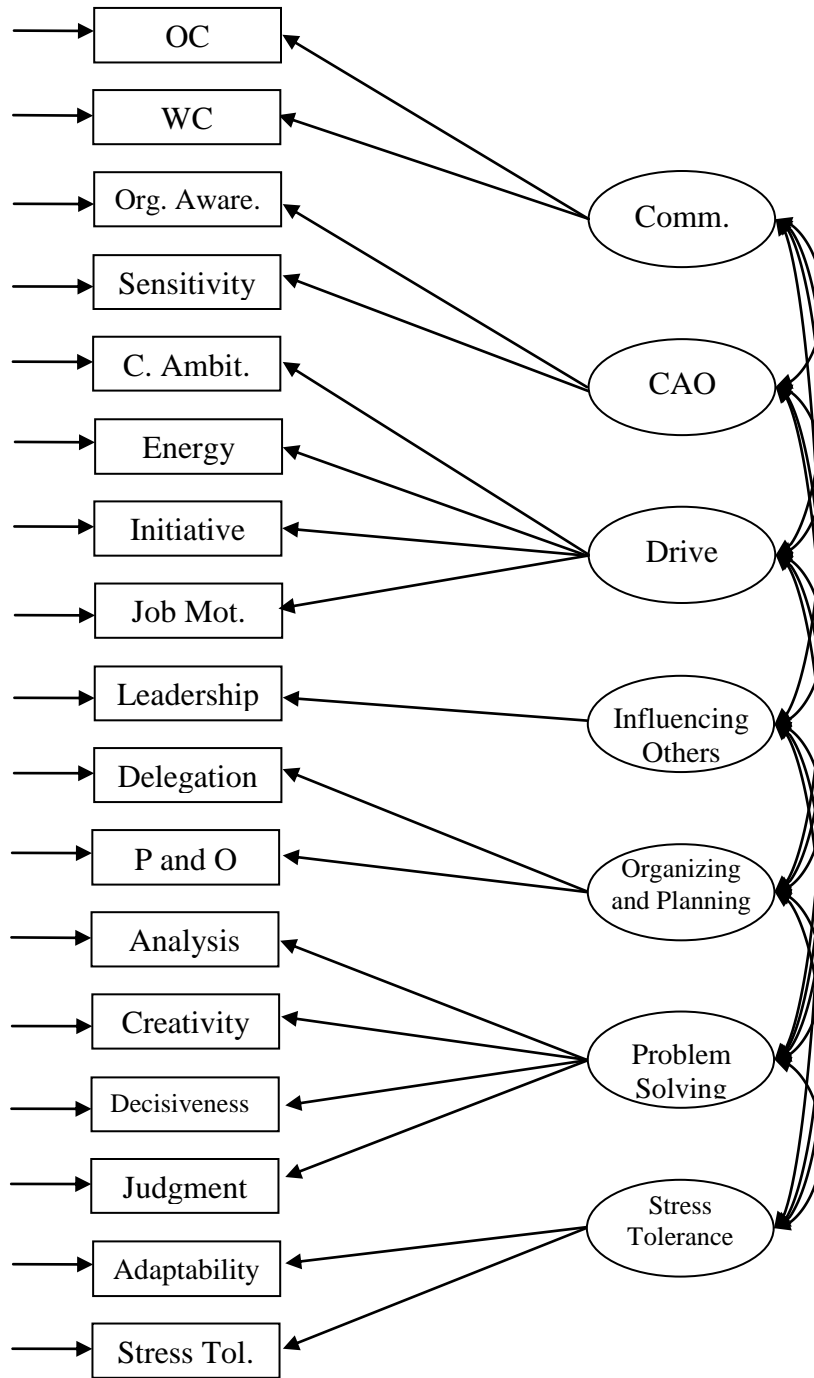 OC
WC
Org. Aware.
Sensitivity
C. Ambit.
Energy
Initiative
Job Mot.
Leadership
Delegation
P and O
Analysis
Creativity
Decisiveness
Judgment
Adaptability
Stress Tol.
Comm.
CAO
Drive
Influencing
Others
Organizing
and Planning
Problem
Solving
Stress
Tolerance